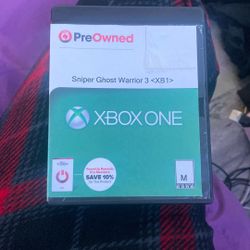 PreOwned
Sniper Ghost Warrior 3 <XB1>
XBOX ONE
SAVE 10%
M